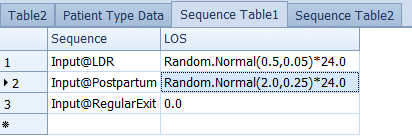 Table2 Patient Type Data Sequence Table1 Sequence Table2
Sequence LOS
1 Input@LDR Random.Normal(0.5,0.05)*24.0
2 Input@Postpartum Random.Normal(2.0,0.25)*24.0
3 Input@RegularExit 0.0
*